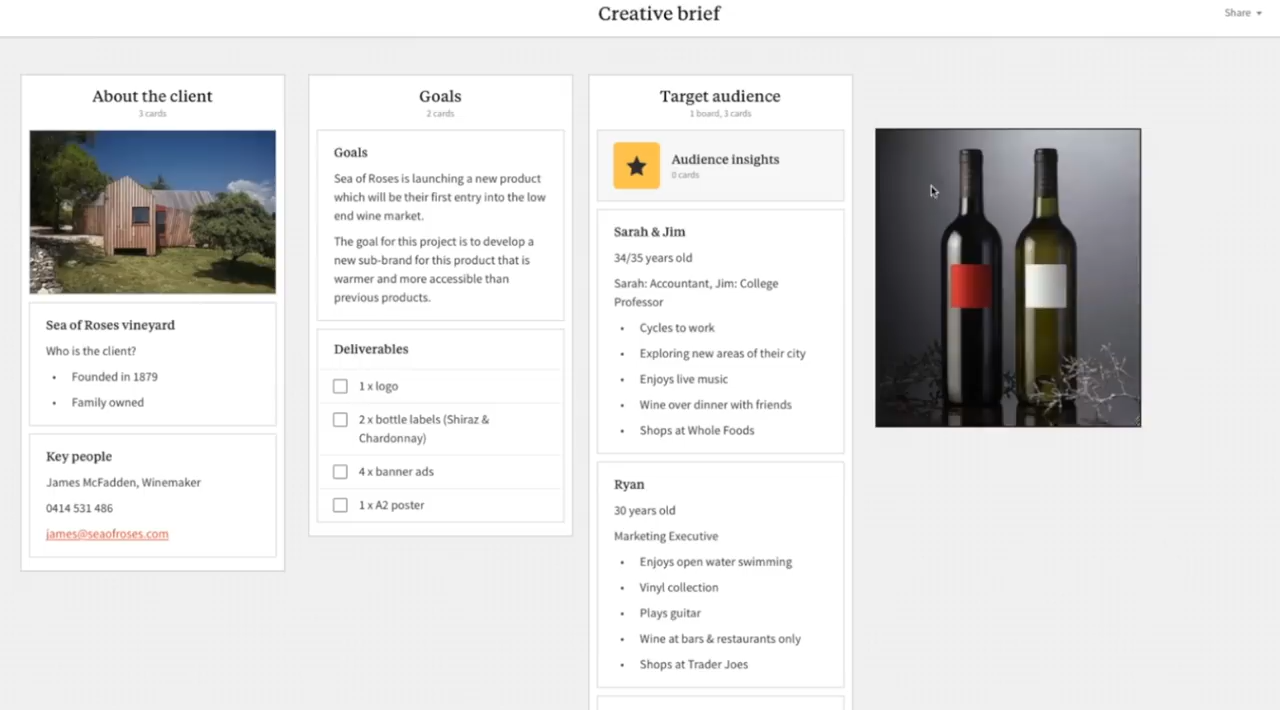 Creative brief
Share
About the client
3 cards
Sea of Roses vineyard
Who is the client?
• Founded in 1879
• Family owned
Key people
James McFadden, Winemaker
0414 531 486
james@seaofroses.com
Goals
2 cards
Goals
Sea of Roses is launching a new product
which will be their first entry into the low
end wine market.
The goal for this project is to develop a
new sub-brand for this product that is
warmer and more accessible than
previous products.
Deliverables
1 x logo
2 x bottle labels (Shiraz &
Chardonnay)
4 x banner ads
1 x A2 poster
Target audience
1 board, 3 cards
Audience insights
0 cards
Sarah & Jim
34/35 years old
Sarah: Accountant, Jim: College
Professor
• Cycles to work
• Exploring new areas of their city
• Enjoys live music
• Wine over dinner with friends
• Shops at Whole Foods
Ryan
30 years old
Marketing Executive
• Enjoys open water swimming
• Vinyl collection
• Plays guitar
• Wine at bars & restaurants only
• Shops at Trader Joes